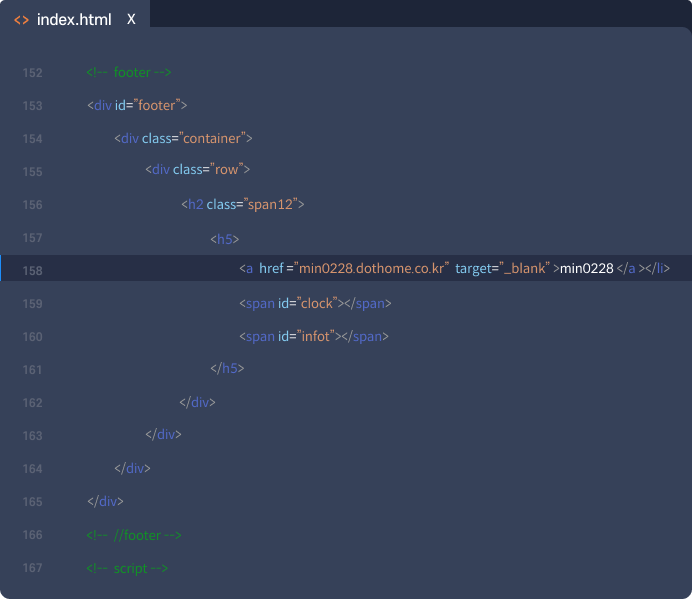 <> index.html X
152 <!-- footer -->
153 <div id="footer">
154 <div class="container">
155 <div class="row">
156 <h2 class="span12">
157 <h5>
158 <a href="min0228.dothome.co.kr" target="_blank">min0228</a ></li>
159 <span id="clock"></span>
160 <span id="infot"></span>
161 </h5>
162 </div>
163 </div>
164 </div>
165 </div>
166 <!-- //footer -->
167 <!-- script -->